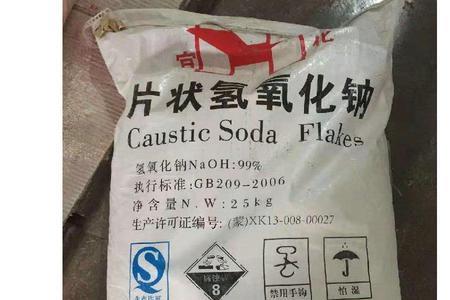 片状氢氧化钠
Caustic Soda Flakes
氢氧化钠NaOH:99%
执行标准:GB209-2006
净含量 N.W:25kg
生产许可证编号:(蒙)XK13-008-00027
8
禁用手钩
怕湿